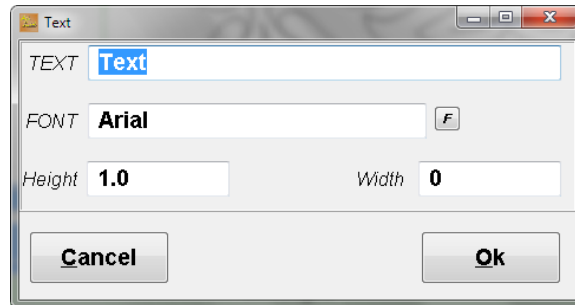 Text
TEXT Text
FONT Arial F
Height 1.0 Width 0
Cancel Ok